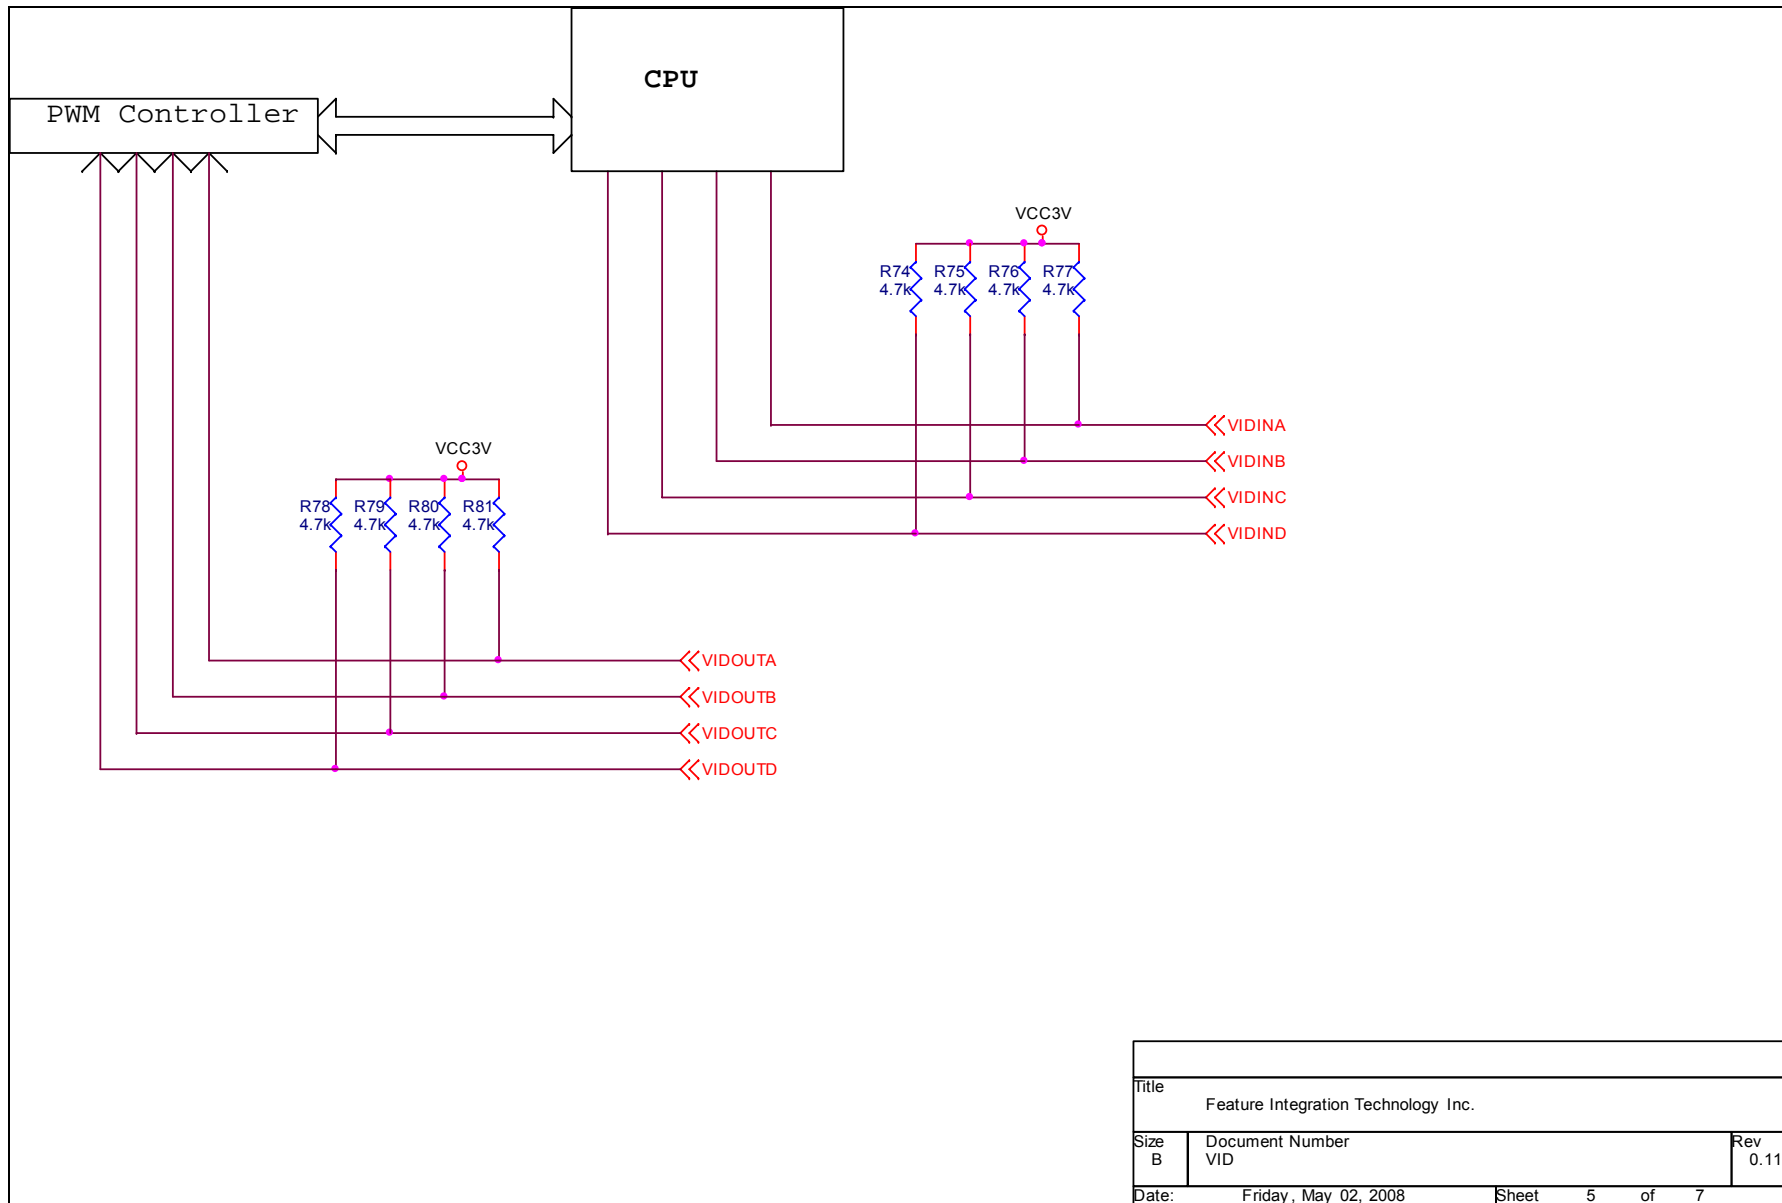 CPU
PWM Controller
VCC3V
R74 R75 R76 R77
4.7k 4.7k 4.7k 4.7k
VIDINA
VCC3V
VIDINB
VIDINC
R78 R79 R80 R81
4.7k 4.7k 4.7k 4.7k
VIDIND
VIDOUTA
VIDOUTB
VIDOUTC
VIDOUTD
Title
Feature Integration Technology Inc.
Size Document Number Rev
B VID 0.11
Date: Friday, May 02, 2008 Sheet 5 of 7